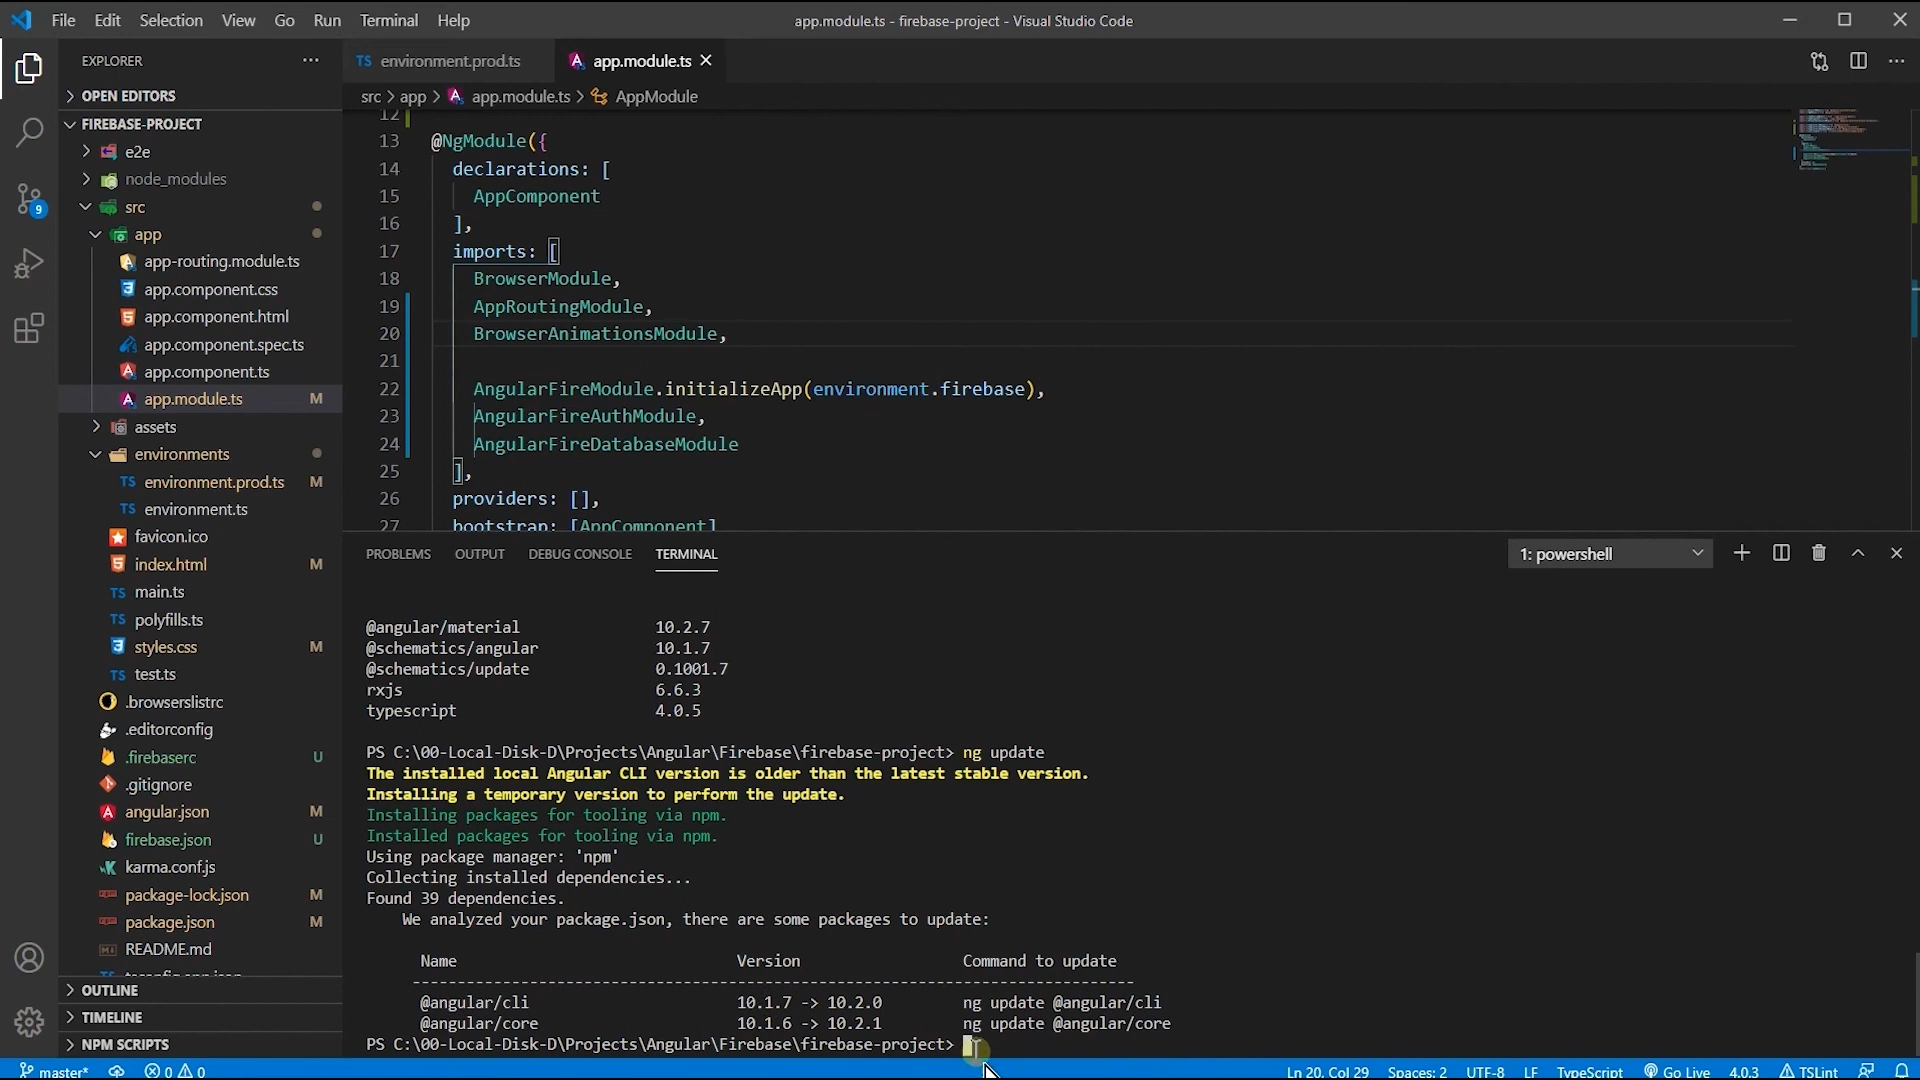 File Edit Selection View Go Run Terminal Help
app.module.ts - firebase-project - Visual Studio Code
EXPLORER
OPEN EDITORS
FIREBASE-PROJECT
e2e
node_modules
src
app
app-routing.module.ts
app.component.css
app.component.html
app.component.spec.ts
app.component.ts
app.module.ts M
assets
environments
environment.prod.ts M
environment.ts
favicon.ico
index.html M
main.ts
polyfills.ts
styles.css M
test.ts
.browserslistrc
.editorconfig
.firebaserc U
.gitignore
angular.json M
firebase.json U
karma.conf.js
package-lock.json M
package.json M
README.md
tsconfig.app.json
OUTLINE
TIMELINE
NPM SCRIPTS
9
TS environment.prod.ts
app.module.ts
src > app > app.module.ts > AppModule
12
13 @NgModule({
14 declarations: [
15 AppComponent
16 ],
17 imports: [
18 BrowserModule,
19 AppRoutingModule,
20 BrowserAnimationsModule,
21
22 AngularFireModule.initializeApp(environment.firebase),
23 AngularFireAuthModule,
24 AngularFireDatabaseModule
25 ],
26 providers: [],
27 bootstrap: [AppComponent]
PROBLEMS OUTPUT DEBUG CONSOLE TERMINAL
1: powershell
@angular/material 10.2.7
@schematics/angular 10.1.7
@schematics/update 0.1001.7
rxjs 6.6.3
typescript 4.0.5
PS C:\00-Local-Disk-D\Projects\Angular\Firebase\firebase-project> ng update
The installed local Angular CLI version is older than the latest stable version.
Installing a temporary version to perform the update.
Installing packages for tooling via npm.
Installed packages for tooling via npm.
Using package manager: 'npm'
Collecting installed dependencies...
Found 39 dependencies.
We analyzed your package.json, there are some packages to update:
Name Version Command to update
--------------------------------------------------------------------------------
@angular/cli 10.1.7 -> 10.2.0 ng update @angular/cli
@angular/core 10.1.6 -> 10.2.1 ng update @angular/core
PS C:\00-Local-Disk-D\Projects\Angular\Firebase\firebase-project>
master* 0 0 Ln 20, Col 29 Spaces: 2 UTF-8 LF TypeScript Go Live 4.0.3 TSLint